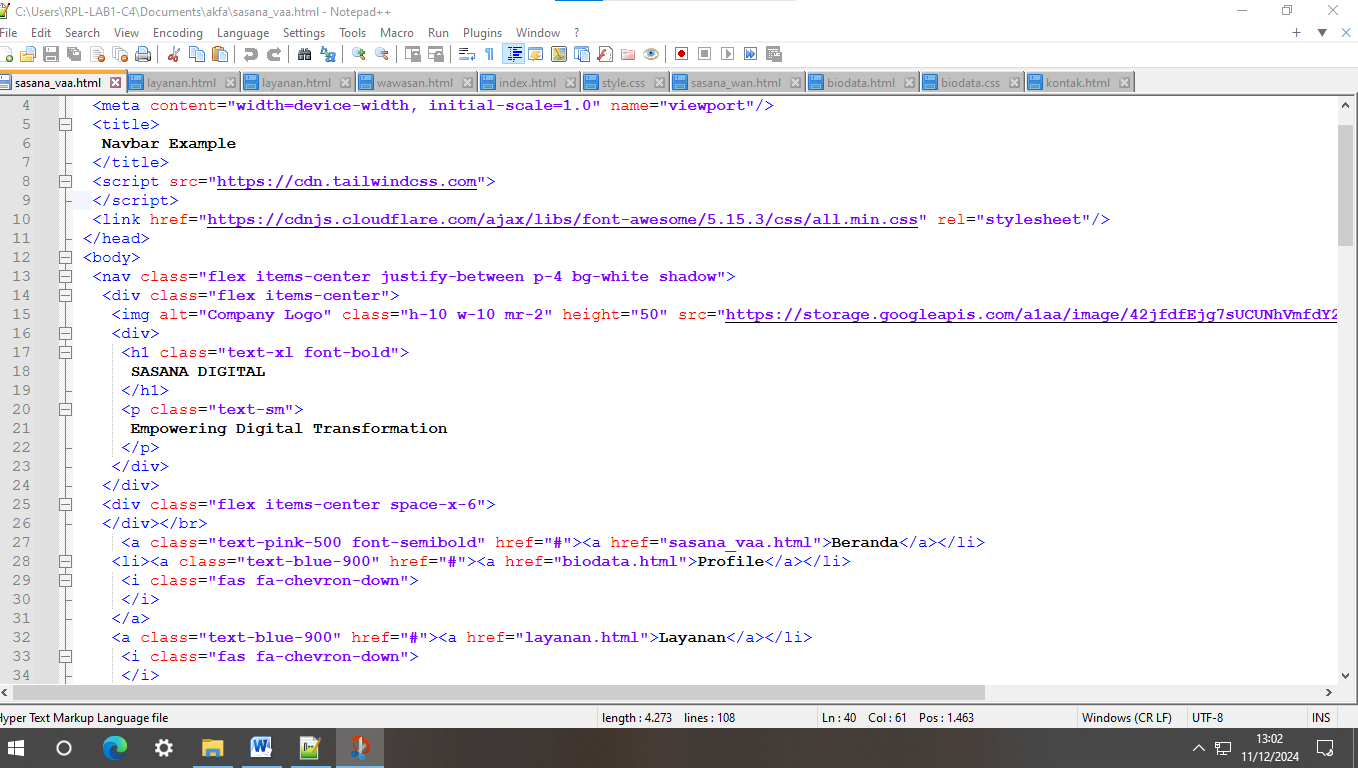 C:\Users\RPL-LAB1-C4\Documents\akfa\sasana_vaa.html - Notepad++
File Edit Search View Encoding Language Settings Tools Macro Run Plugins Window ?
sasana_vaa.html layanan.html layanan.html wawasan.html index.html style.css sasana_wan.html biodata.html biodata.css kontak.html
4 <meta content="width=device-width, initial-scale=1.0" name="viewport"/>
5 <title>
6 Navbar Example
7 </title>
8 <script src="https://cdn.tailwindcss.com">
9 </script>
10 <link href="https://cdnjs.cloudflare.com/ajax/libs/font-awesome/5.15.3/css/all.min.css" rel="stylesheet"/>
11 </head>
12 <body>
13 <nav class="flex items-center justify-between p-4 bg-white shadow">
14 <div class="flex items-center">
15 <img alt="Company Logo" class="h-10 w-10 mr-2" height="50" src="https://storage.googleapis.com/a1aa/image/42jfdfEjg7sUCUNhVmfdY2
16 <div>
17 <h1 class="text-xl font-bold">
18 SASANA DIGITAL
19 </h1>
20 <p class="text-sm">
21 Empowering Digital Transformation
22 </p>
23 </div>
24 </div>
25 <div class="flex items-center space-x-6">
26 </div></br>
27 <a class="text-pink-500 font-semibold" href="#"><a href="sasana_vaa.html">Beranda</a></li>
28 <li><a class="text-blue-900" href="#"><a href="biodata.html">Profile</a></li>
29 <i class="fas fa-chevron-down">
30 </i>
31 </a>
32 <a class="text-blue-900" href="#"><a href="layanan.html">Layanan</a></li>
33 <i class="fas fa-chevron-down">
34 </i>
Hyper Text Markup Language file length : 4.273 lines : 108 Ln : 40 Col : 61 Pos : 1.463 Windows (CR LF) UTF-8 INS
13:02
11/12/2024